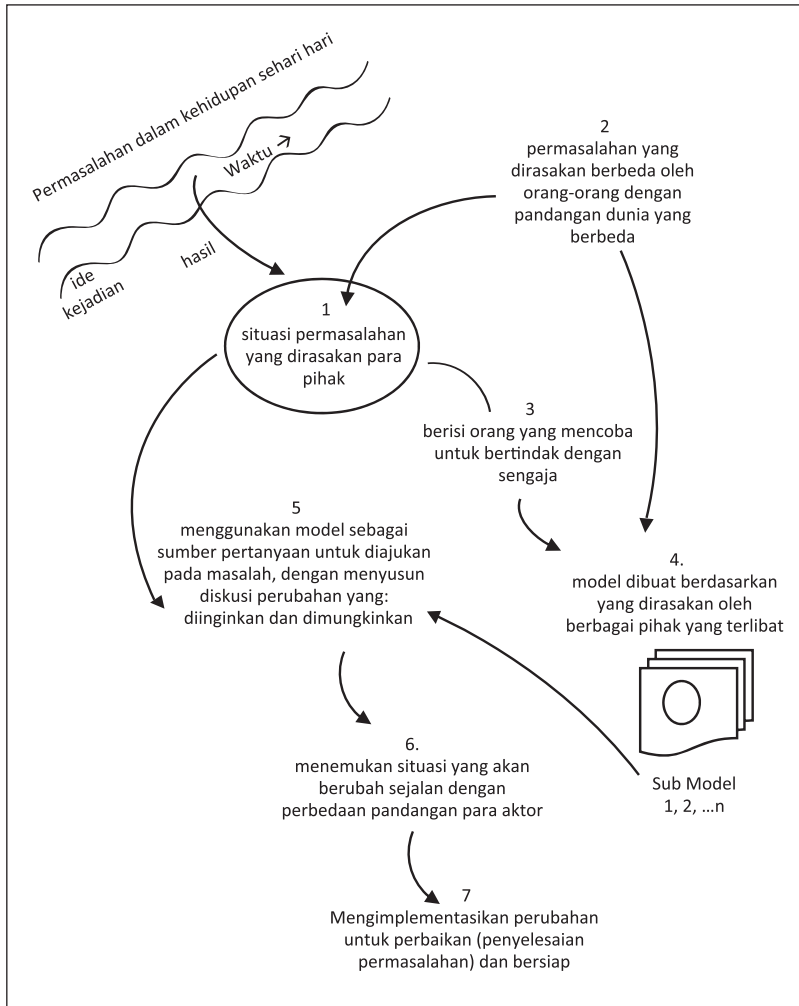 Permasalahan dalam kehidupan sehari hari
Waktu →
ide
kejadian
hasil
1
situasi permasalahan
yang dirasakan para
pihak
2
permasalahan yang
dirasakan berbeda oleh
orang-orang dengan
pandangan dunia yang
berbeda
3
berisi orang yang mencoba
untuk bertindak dengan
sengaja
4.
model dibuat berdasarkan
yang dirasakan oleh
berbagai pihak yang terlibat
Sub Model
1, 2, ...n
5
menggunakan model sebagai
sumber pertanyaan untuk diajukan
pada masalah, dengan menyusun
diskusi perubahan yang:
diinginkan dan dimungkinkan
6.
menemukan situasi yang akan
berubah sejalan dengan
perbedaan pandangan para aktor
7
Mengimplementasikan perubahan
untuk perbaikan (penyelesaian
permasalahan) dan bersiap